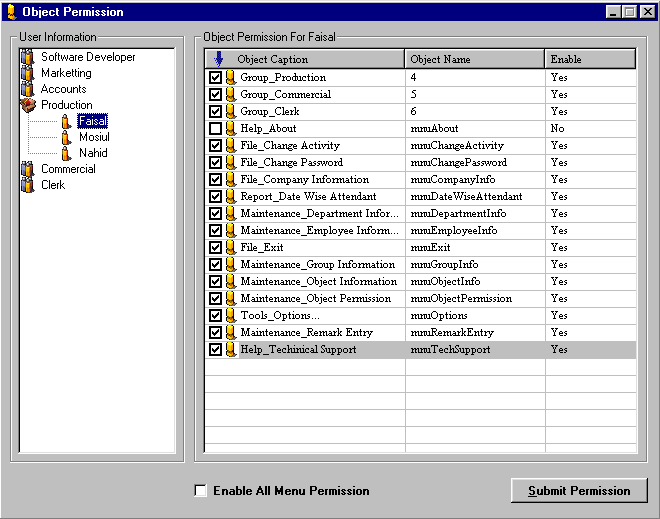 Object Permission
User Information
Software Developer
Marketting
Accounts
Production
Faisal
Mosiul
Nahid
Commercial
Clerk
Object Permission For Faisal
Object Caption Object Name Enable
Group_Production 4 Yes
Group_Commercial 5 Yes
Group_Clerk 6 Yes
Help_About mnuAbout No
File_Change Activity mnuChangeActivity Yes
File_Change Password mnuChangePassword Yes
File_Company Information mnuCompanyInfo Yes
Report_Date Wise Attendant mnuDateWiseAttendant Yes
Maintenance_Department Infor... mnuDepartmentInfo Yes
Maintenance_Employee Inform... mnuEmployeeInfo Yes
File_Exit mnuExit Yes
Maintenance_Group Information mnuGroupInfo Yes
Maintenance_Object Information mnuObjectInfo Yes
Maintenance_Object Permission mnuObjectPermission Yes
Tools_Options... mnuOptions Yes
Maintenance_Remark Entry mnuRemarkEntry Yes
Help_Techinical Support mnuTechSupport Yes
Enable All Menu Permission
Submit Permission